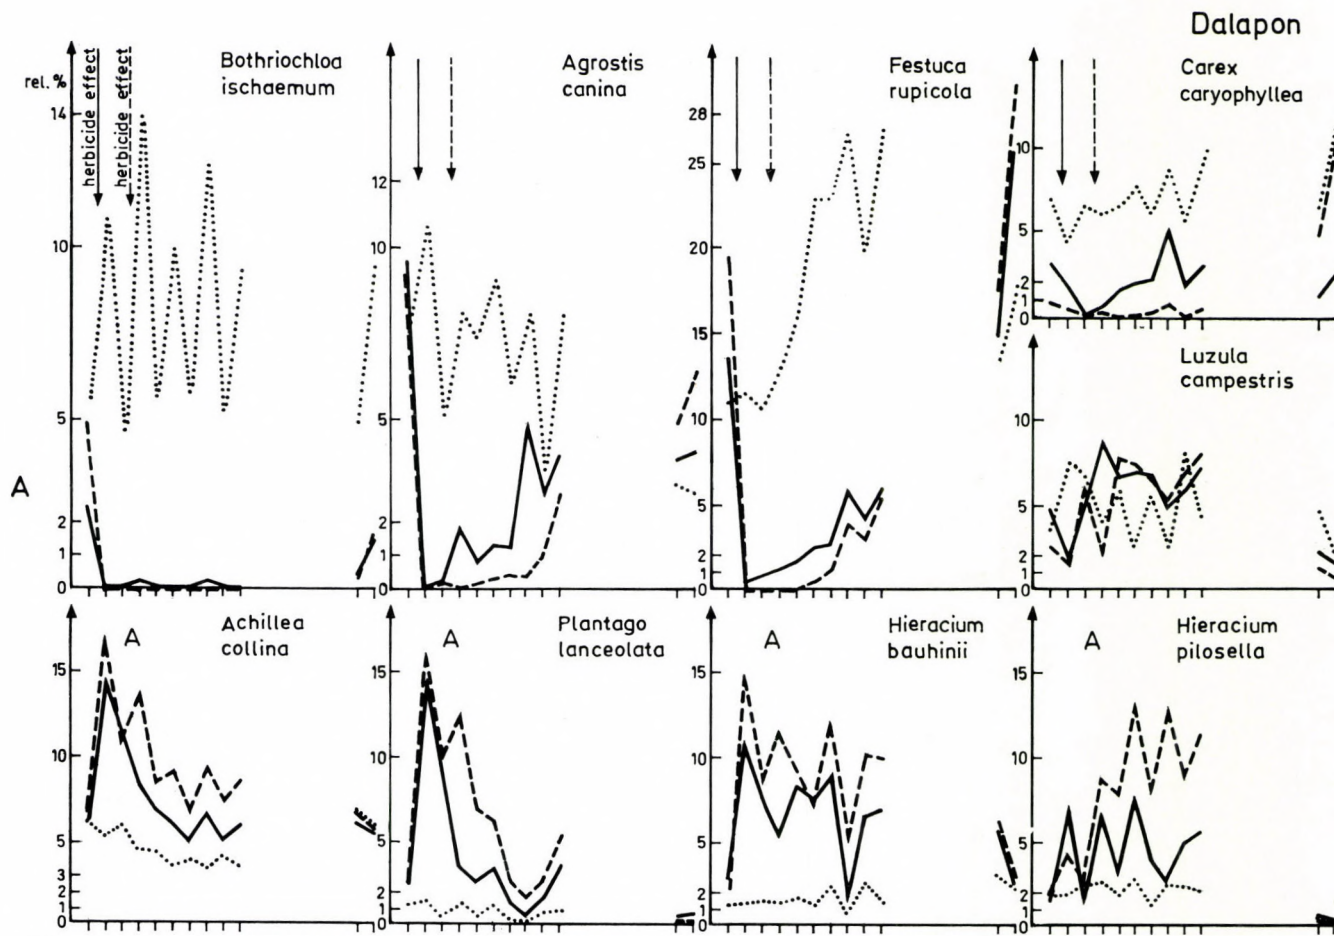 Dalapon
Bothriochloa
ischaemum
Agrostis
canina
Festuca
rupicola
Carex
caryophyllea
rel. %
herbicide effect
herbicide effect
14
10
5
2
1
0
12
10
5
2
1
0
28
25
20
15
10
5
2
1
0
10
5
2
1
0
Luzula
campestris
10
5
2
1
0
A
Achillea
collina
A
15
10
5
3
2
1
0
Plantago
lanceolata
A
15
10
5
2
1
0
Hieracium
bauhinii
A
15
10
5
2
1
0
Hieracium
pilosella
A
15
10
5
2
1
0